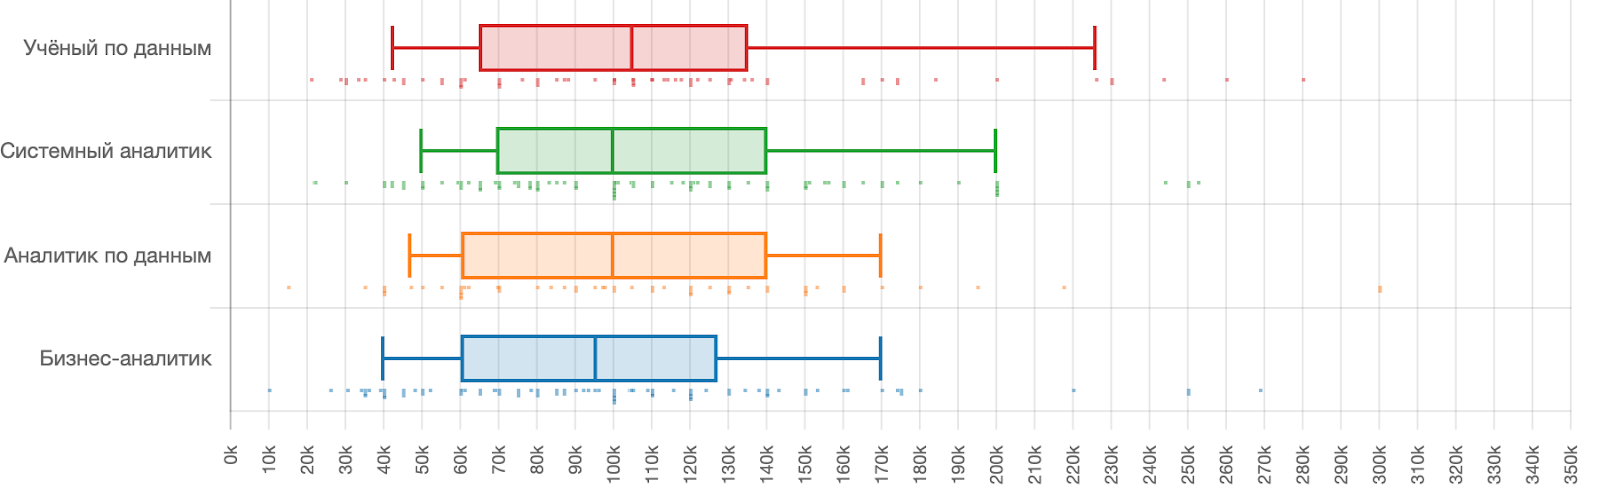 Учёный по данным
Системный аналитик
Аналитик по данным
Бизнес-аналитик
0k
10k
20k
30k
40k
50k
60k
70k
80k
90k
100k
110k
120k
130k
140k
150k
160k
170k
180k
190k
200k
210k
220k
230k
240k
250k
260k
270k
280k
290k
300k
310k
320k
330k
340k
350k